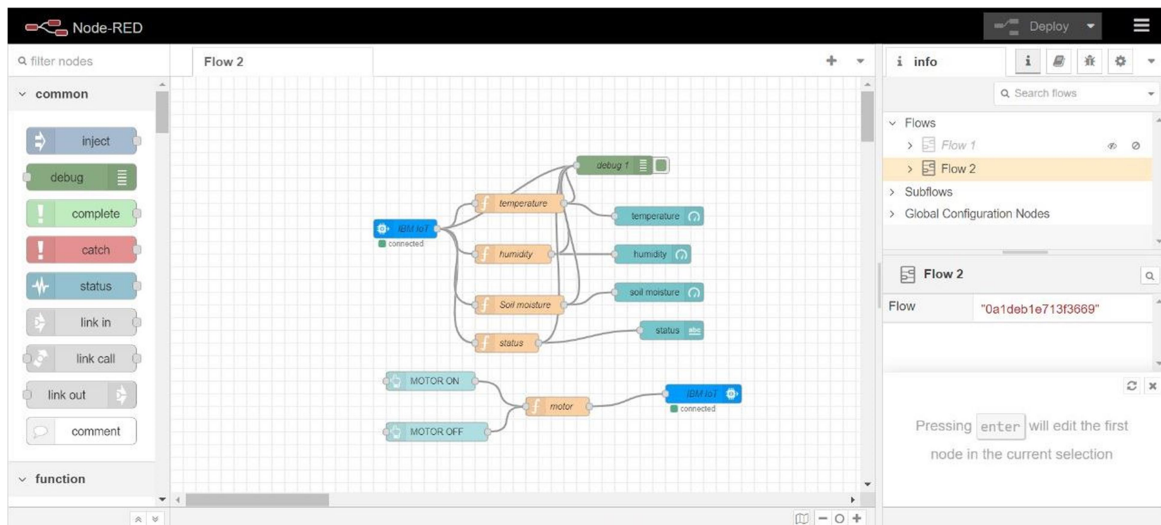 Node-RED
Deploy
filter nodes
Flow 2
i info
i
Search flows
common
inject
debug
complete
catch
status
link in
link call
link out
comment
function
debug 1
temperature
temperature
IBM IoT
connected
humidity
humidity
Soil moisture
soil moisture
status
status
abc
MOTOR ON
MOTOR OFF
motor
IBM IoT
connected
Flows
Flow 1
Flow 2
Subflows
Global Configuration Nodes
Flow 2
Flow "0a1deb1e713f3669"
Pressing enter will edit the first
node in the current selection